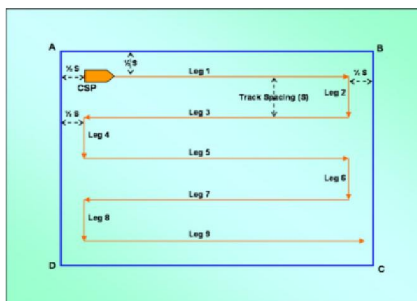 A
B
½ S
½ S
Leg 1
½ S
CSP
Leg 2
Track Spacing (S)
½ S
Leg 3
Leg 4
Leg 5
Leg 6
Leg 7
Leg 8
Leg 9
D
C